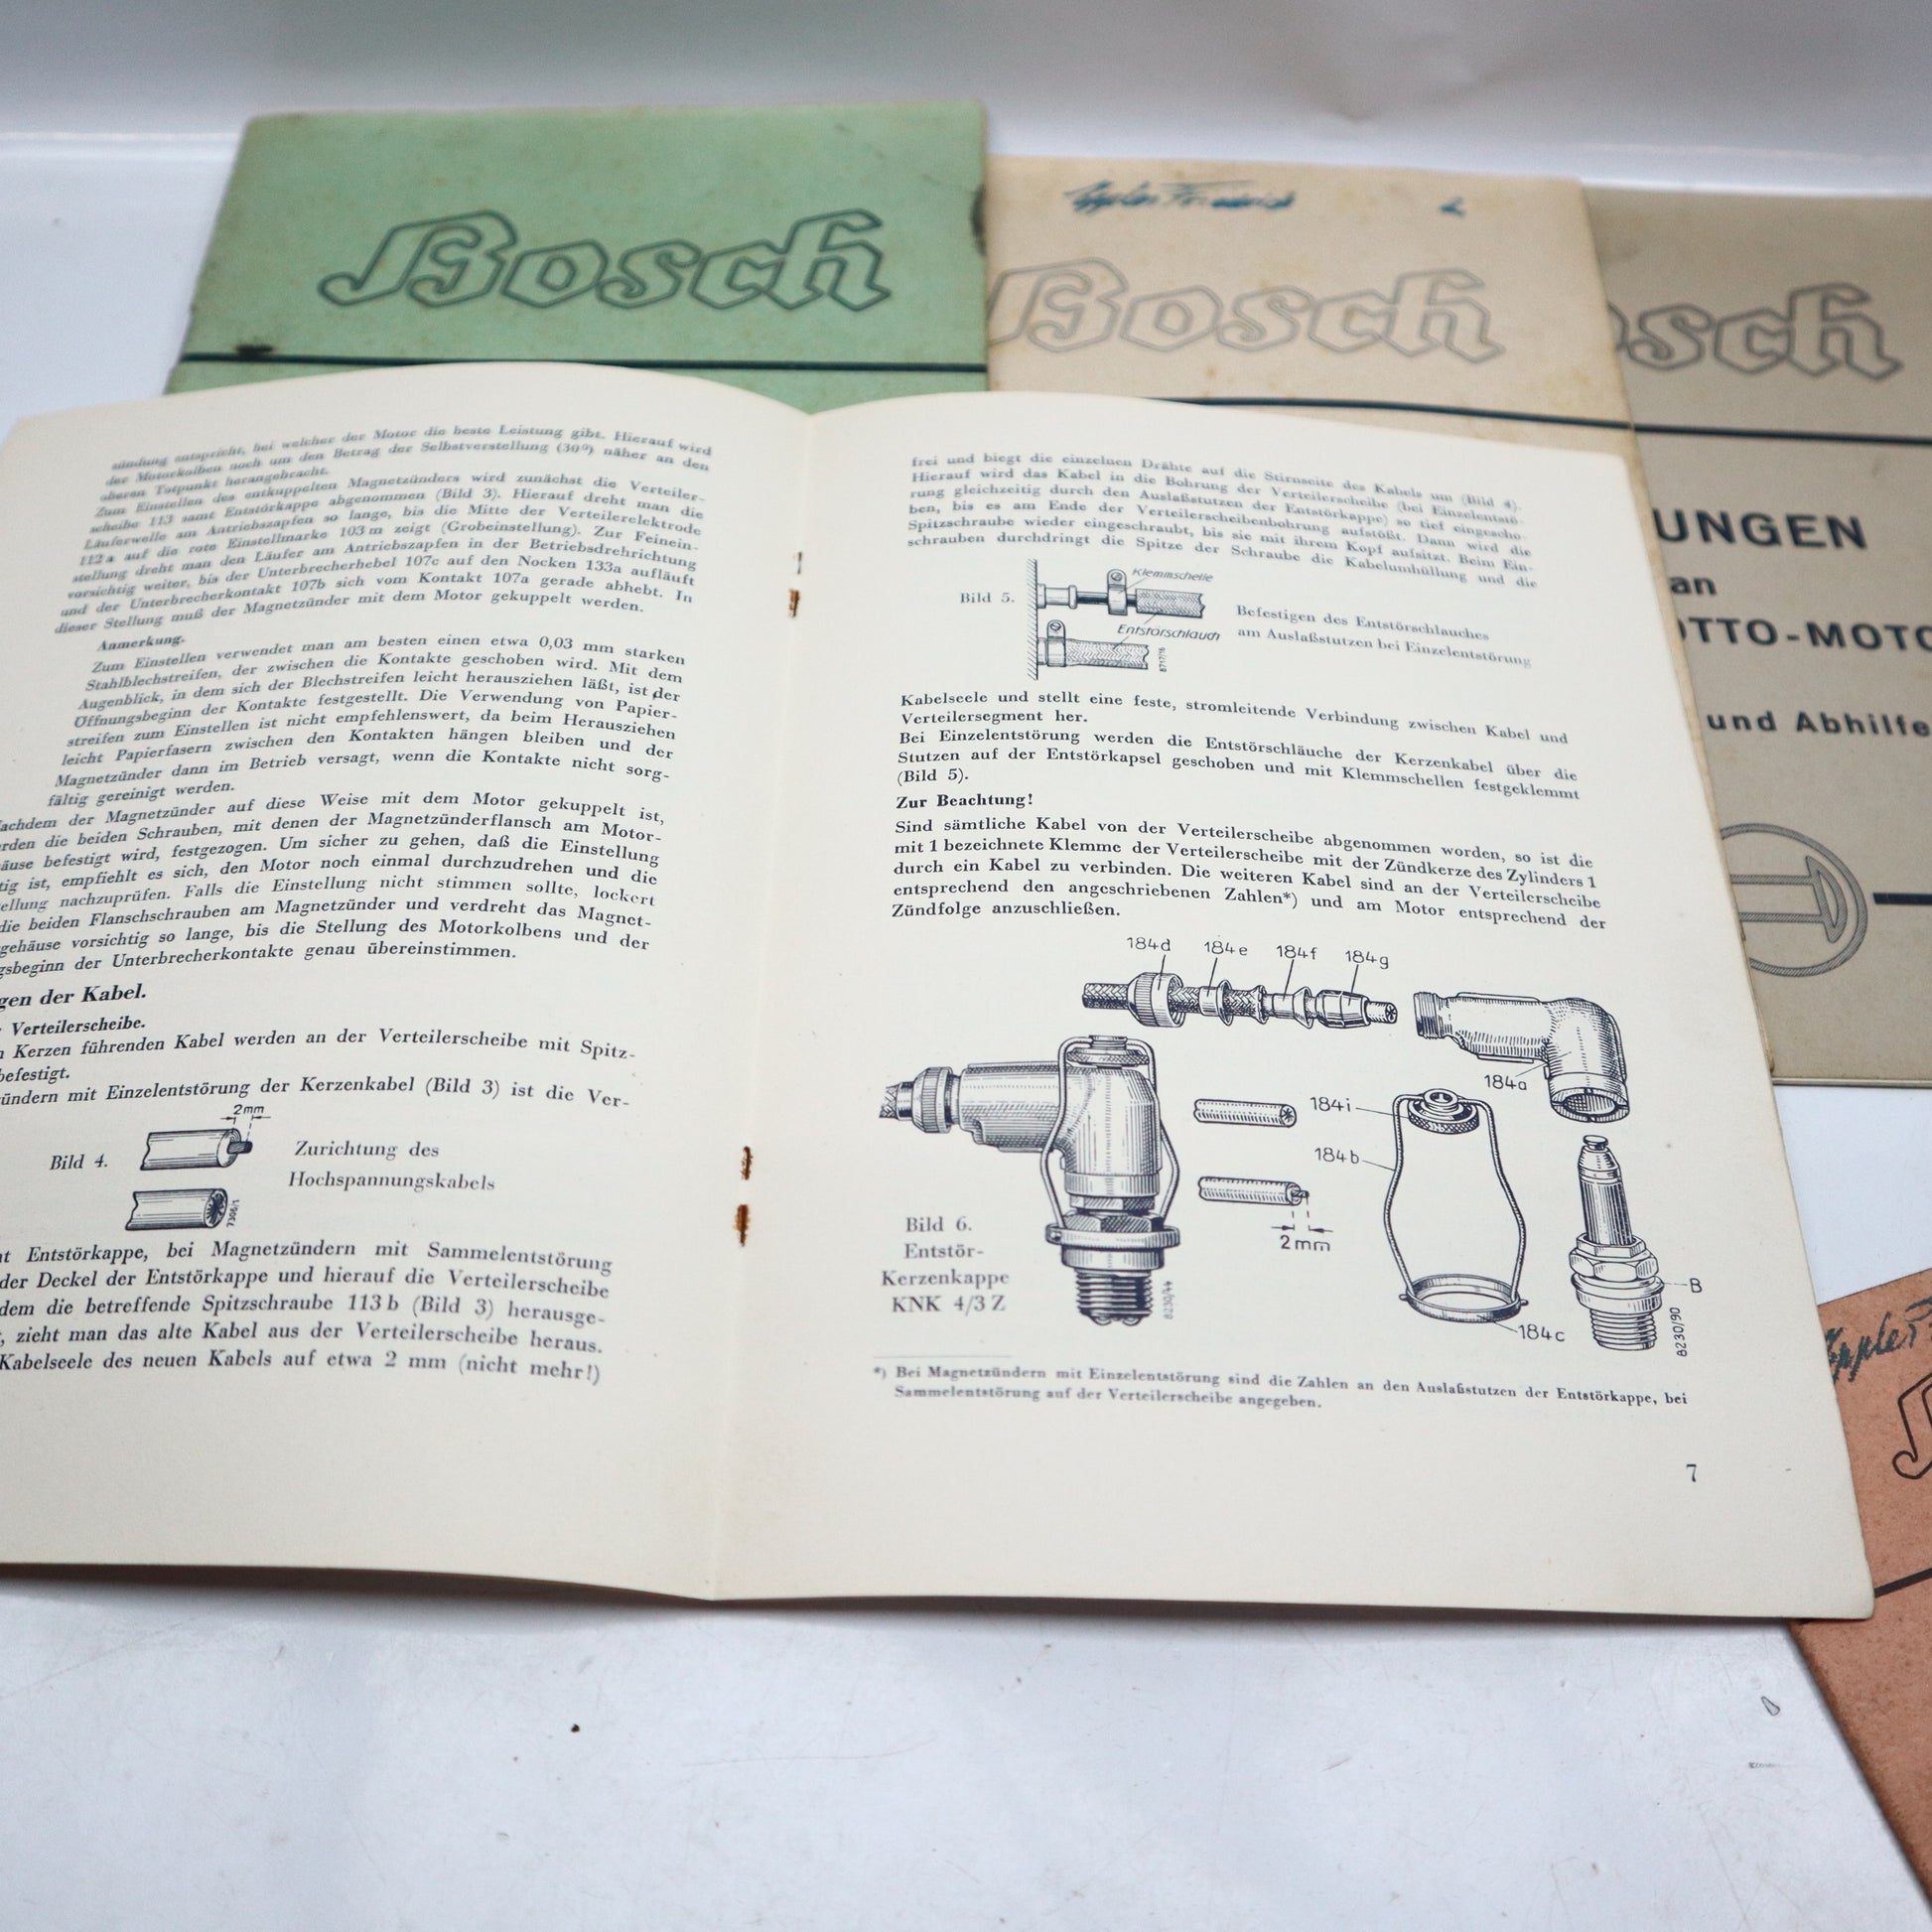 Bosch
Bosch
osch
UNGEN
an
OTTO-MOTO
und Abhilfe
zündung entspricht, bei welcher der Motor die beste Leistung gibt. Hierauf wird
der Motorkolben noch um den Betrag der Selbstverstellung (30°) näher an den
oberen Totpunkt herangebracht.
Zum Einstellen des entkuppelten Magnetzünders wird zunächst die Verteiler-
scheibe 113 samt Entstörkappe abgenommen (Bild 3). Hierauf dreht man die
Läuferwelle am Antriebszapfen so lange, bis die Mitte der Verteilerelektrode
112a auf die rote Einstellmarke 103 m zeigt (Grobeinstellung). Zur Feinein-
stellung dreht man den Läufer am Antriebszapfen in der Betriebsdrehrichtung
vorsichtig weiter, bis der Unterbrecherhebel 107c auf den Nocken 133a aufläuft
und der Unterbrecherkontakt 107b sich vom Kontakt 107a gerade abhebt. In
dieser Stellung muß der Magnetzünder mit dem Motor gekuppelt werden.
Anmerkung.
Zum Einstellen verwendet man am besten einen etwa 0,03 mm starken
Stahlblechstreifen, der zwischen die Kontakte geschoben wird. Mit dem
Augenblick, in dem sich der Blechstreifen leicht herausziehen läßt, ist der
Öffnungsbeginn der Kontakte festgestellt. Die Verwendung von Papier-
streifen zum Einstellen ist nicht empfehlenswert, da beim Herausziehen
leicht Papierfasern zwischen den Kontakten hängen bleiben und der
Magnetzünder dann im Betrieb versagt, wenn die Kontakte nicht sorg-
fältig gereinigt werden.
achdem der Magnetzünder auf diese Weise mit dem Motor gekuppelt ist,
rden die beiden Schrauben, mit denen der Magnetzünderflansch am Motor-
äuse befestigt wird, festgezogen. Um sicher zu gehen, daß die Einstellung
tig ist, empfiehlt es sich, den Motor noch einmal durchzudrehen und die
ellung nachzuprüfen. Falls die Einstellung nicht stimmen sollte, lockert
die beiden Flanschschrauben am Magnetzünder und verdreht das Magnet-
gehäuse vorsichtig so lange, bis die Stellung des Motorkolbens und der
gsbeginn der Unterbrecherkontakte genau übereinstimmen.
gen der Kabel.
Verteilerscheibe.
n Kerzen führenden Kabel werden an der Verteilerscheibe mit Spitz-
befestigt.
ündern mit Einzelentstörung der Kerzenkabel (Bild 3) ist die Ver-
2mm
Bild 4.
Zurichtung des
Hochspannungskabels
7306/1
t Entstörkappe, bei Magnetzündern mit Sammelentstörung
der Deckel der Entstörkappe und hierauf die Verteilerscheibe
dem die betreffende Spitzschraube 113b (Bild 3) herausge-
, zieht man das alte Kabel aus der Verteilerscheibe heraus.
Kabelseele des neuen Kabels auf etwa 2 mm (nicht mehr!)
frei und biegt die einzelnen Drähte auf die Stirnseite des Kabels um (Bild 4).
Hierauf wird das Kabel in die Bohrung der Verteilerscheibe (bei Einzelentstö-
rung gleichzeitig durch den Auslaßstutzen der Entstörkappe) so tief eingescho-
ben, bis es am Ende der Verteilerscheibenbohrung aufstößt. Dann wird die
Spitzschraube wieder eingeschraubt, bis sie mit ihrem Kopf aufsitzt. Beim Ein-
schrauben durchdringt die Spitze der Schraube die Kabelumhüllung und die
Bild 5.
Klemmschelle
Entstörschlauch
8717/15
Befestigen des Entstörschlauches
am Auslaßstutzen bei Einzelentstörung
Kabelseele und stellt eine feste, stromleitende Verbindung zwischen Kabel und
Verteilersegment her.
Bei Einzelentstörung werden die Entstörschläuche der Kerzenkabel über die
Stutzen auf der Entstörkapsel geschoben und mit Klemmschellen festgeklemmt
(Bild 5).
Zur Beachtung!
Sind sämtliche Kabel von der Verteilerscheibe abgenommen worden, so ist die
mit 1 bezeichnete Klemme der Verteilerscheibe mit der Zündkerze des Zylinders 1
durch ein Kabel zu verbinden. Die weiteren Kabel sind an der Verteilerscheibe
entsprechend den angeschriebenen Zahlen*) und am Motor entsprechend der
Zündfolge anzuschließen.
184d 184e 184f 184g
184a
184i
184b
2mm
184c
B
8230/44
8230/90
Bild 6.
Entstör-
Kerzenkappe
KNK 4/3 Z
*) Bei Magnetzündern mit Einzelentstörung sind die Zahlen an den Auslaßstutzen der Entstörkappe, bei
Sammelentstörung auf der Verteilerscheibe angegeben.
7